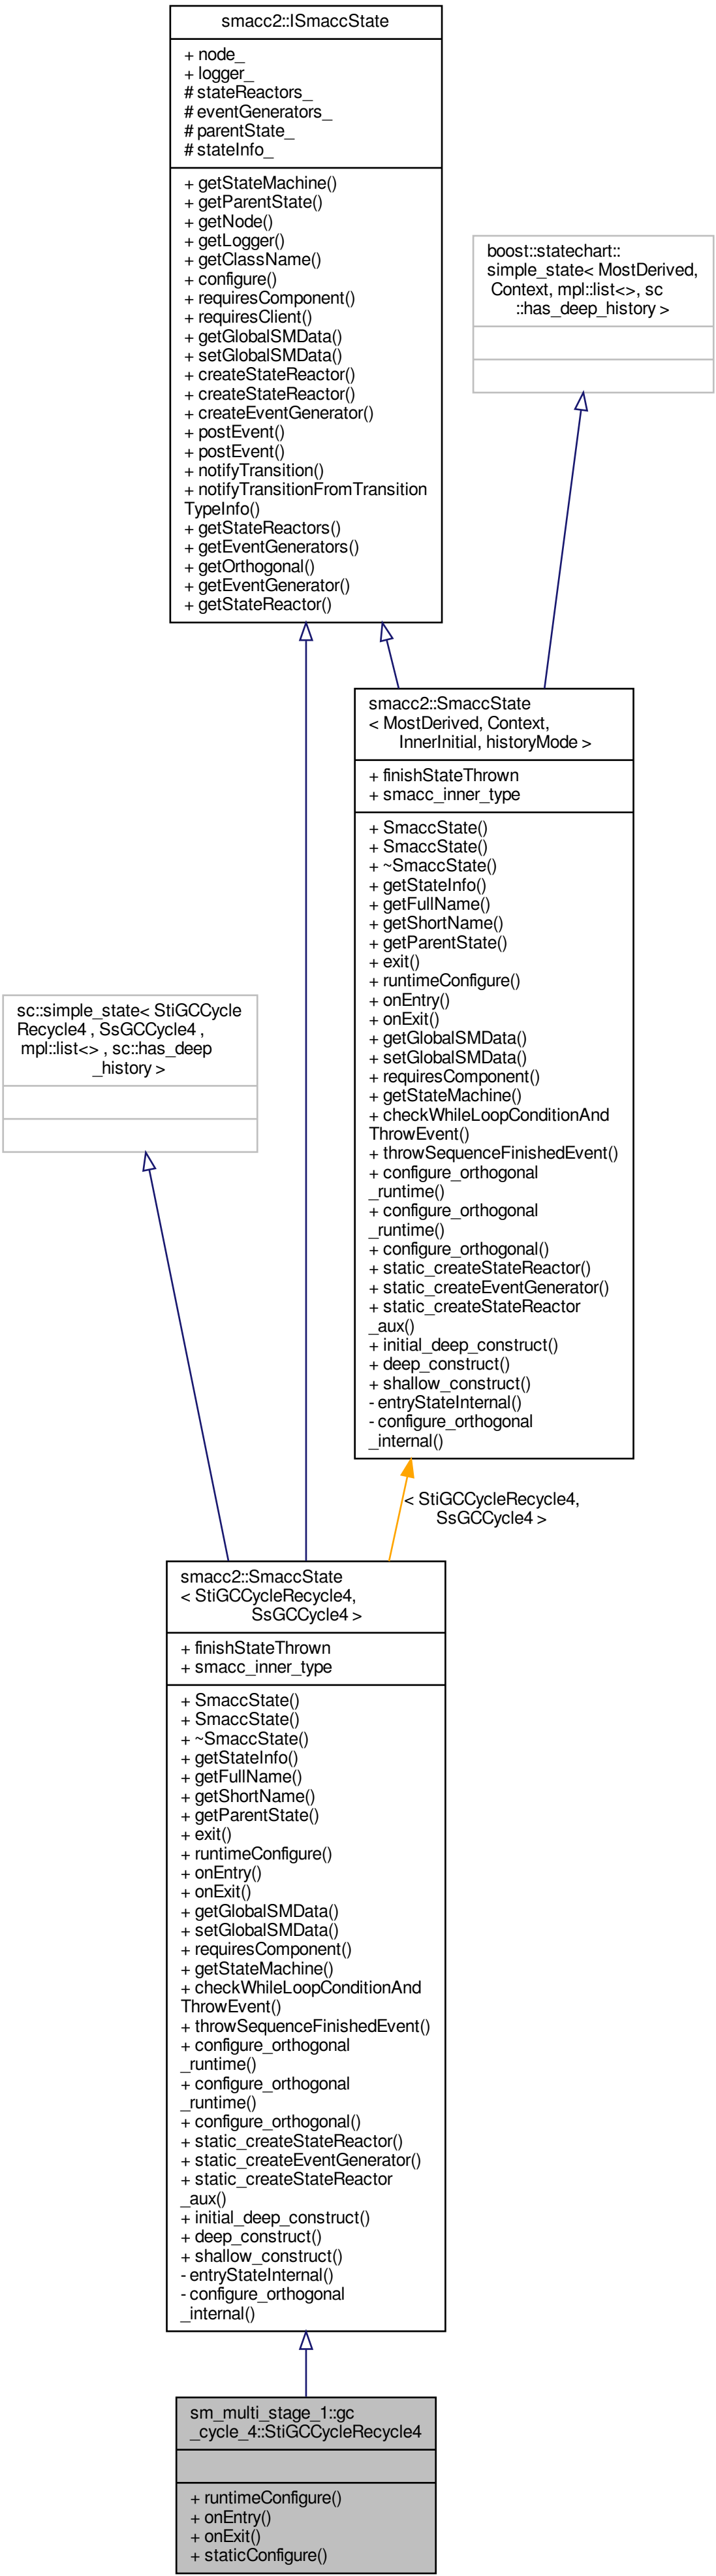 smacc2::ISmaccState
+ node_
+ logger_
# stateReactors_
# eventGenerators_
# parentState_
# stateInfo_
+ getStateMachine()
+ getParentState()
+ getNode()
+ getLogger()
+ getClassName()
+ configure()
+ requiresComponent()
+ requiresClient()
+ getGlobalSMData()
+ setGlobalSMData()
+ createStateReactor()
+ createStateReactor()
+ createEventGenerator()
+ postEvent()
+ postEvent()
+ notifyTransition()
+ notifyTransitionFromTransition
TypeInfo()
+ getStateReactors()
+ getEventGenerators()
+ getOrthogonal()
+ getEventGenerator()
+ getStateReactor()
boost::statechart::
simple_state< MostDerived,
Context, mpl::list<>, sc
::has_deep_history >
smacc2::SmaccState
< MostDerived, Context,
InnerInitial, historyMode >
+ finishStateThrown
+ smacc_inner_type
+ SmaccState()
+ SmaccState()
+ ~SmaccState()
+ getStateInfo()
+ getFullName()
+ getShortName()
+ getParentState()
+ exit()
+ runtimeConfigure()
+ onEntry()
+ onExit()
+ getGlobalSMData()
+ setGlobalSMData()
+ requiresComponent()
+ getStateMachine()
+ checkWhileLoopConditionAnd
ThrowEvent()
+ throwSequenceFinishedEvent()
+ configure_orthogonal
_runtime()
+ configure_orthogonal
_runtime()
+ configure_orthogonal()
+ static_createStateReactor()
+ static_createEventGenerator()
+ static_createStateReactor
_aux()
+ initial_deep_construct()
+ deep_construct()
+ shallow_construct()
- entryStateInternal()
- configure_orthogonal
_internal()
sc::simple_state< StiGCCycle
Recycle4 , SsGCCycle4 ,
mpl::list<> , sc::has_deep
_history >
< StiGCCycleRecycle4,
SsGCCycle4 >
smacc2::SmaccState
< StiGCCycleRecycle4,
SsGCCycle4 >
+ finishStateThrown
+ smacc_inner_type
+ SmaccState()
+ SmaccState()
+ ~SmaccState()
+ getStateInfo()
+ getFullName()
+ getShortName()
+ getParentState()
+ exit()
+ runtimeConfigure()
+ onEntry()
+ onExit()
+ getGlobalSMData()
+ setGlobalSMData()
+ requiresComponent()
+ getStateMachine()
+ checkWhileLoopConditionAnd
ThrowEvent()
+ throwSequenceFinishedEvent()
+ configure_orthogonal
_runtime()
+ configure_orthogonal
_runtime()
+ configure_orthogonal()
+ static_createStateReactor()
+ static_createEventGenerator()
+ static_createStateReactor
_aux()
+ initial_deep_construct()
+ deep_construct()
+ shallow_construct()
- entryStateInternal()
- configure_orthogonal
_internal()
sm_multi_stage_1::gc
_cycle_4::StiGCCycleRecycle4
+ runtimeConfigure()
+ onEntry()
+ onExit()
+ staticConfigure()